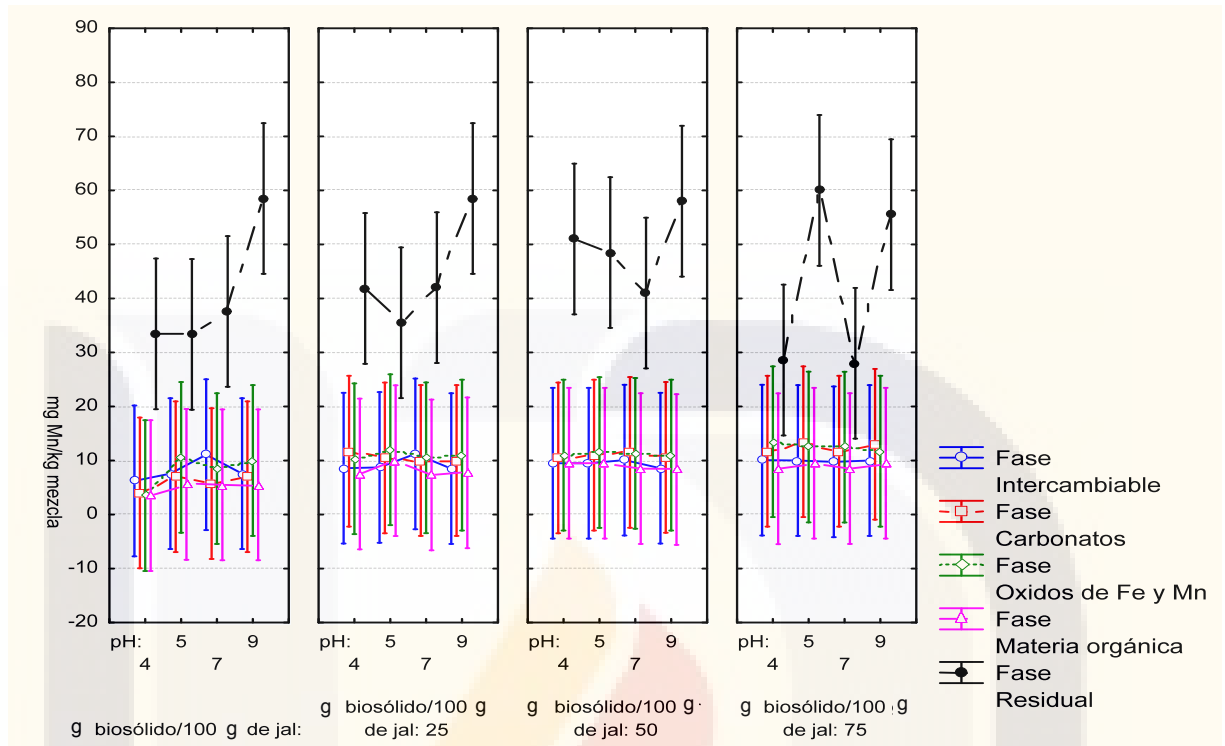 90
80
70
60
50
40
30
20
10
0
-10
-20
mg Mn/kg mezcla
pH: 5 9
4 7
g biosólido/100 g de jal:
5 9
4 7
g biosólido/100 g
de jal: 25
5 9
4 7
g biosólido/100 g
de jal: 50
5 9
4 7
g biosólido/100 g
de jal: 75
Fase
Intercambiable
Fase
Carbonatos
Fase
Oxidos de Fe y Mn
Fase
Materia orgánica
Fase
Residual